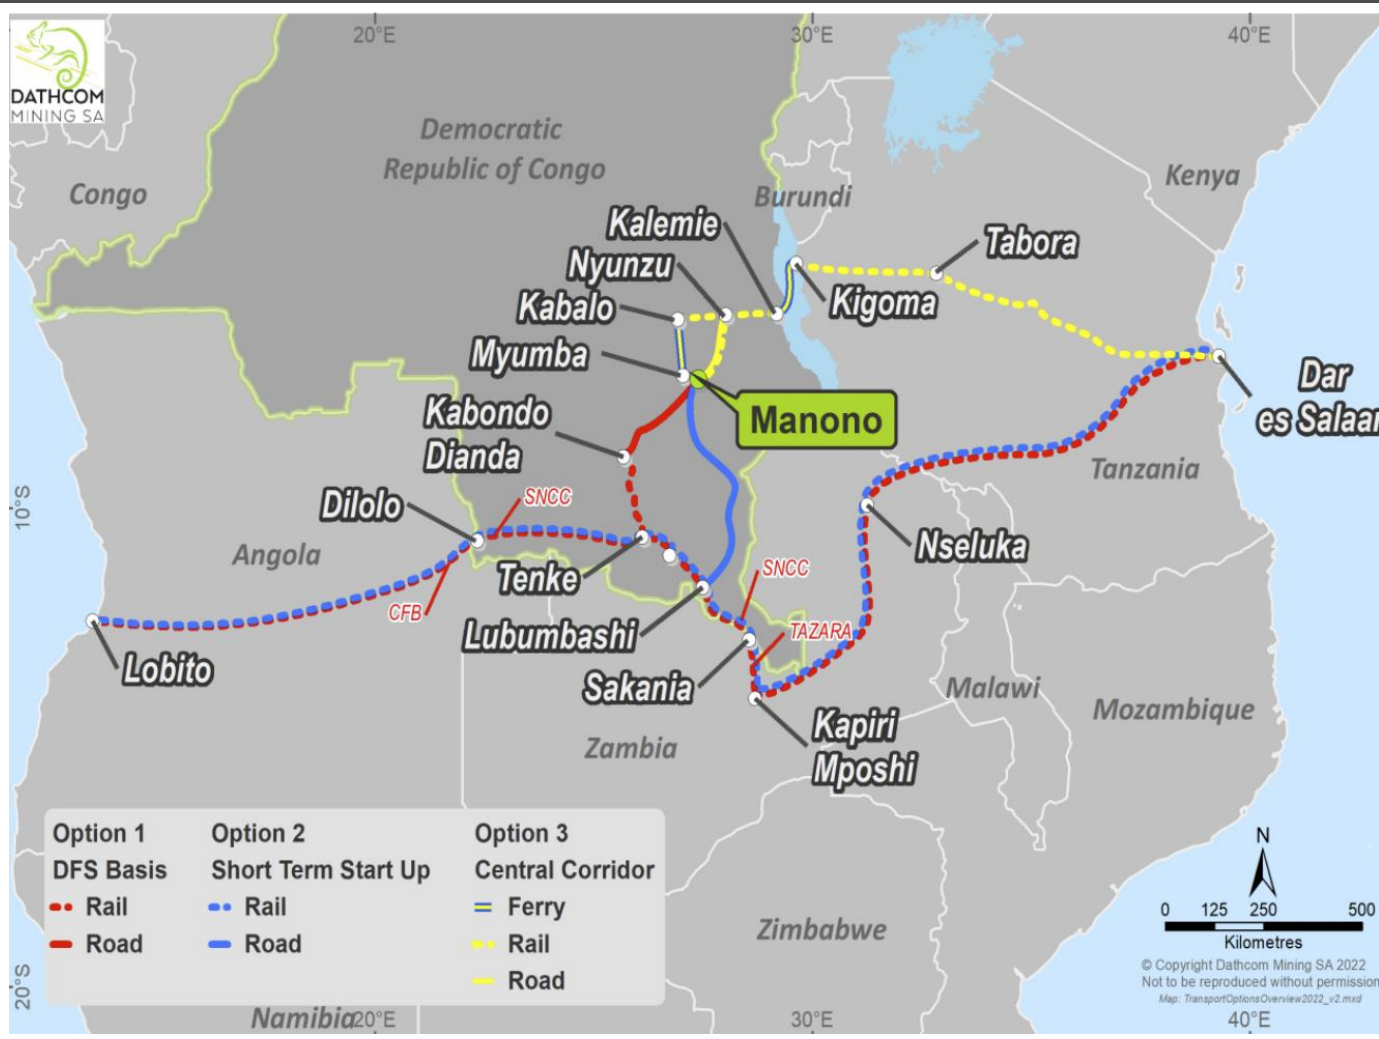 20°E
30°E
40°E
DATHCOM
MINING SA
Democratic
Republic of Congo
Congo
Kenya
Burundi
Kalemie
Tabora
Nyunzu
Kabalo
Kigoma
Myumba
Dar
es Salaar
Manono
Kabondo
Dianda
Tanzania
Dilolo
SNCC
10°S
Angola
Nseluka
Tenke
SNCC
CFB
Lubumbashi
TAZARA
Lobito
Sakania
Malawi
Mozambique
Kapiri
Mposhi
Zambia
Option 1
DFS Basis
Rail
Road
Option 2
Short Term Start Up
Rail
Road
Option 3
Central Corridor
Ferry
Rail
Road
Zimbabwe
N
0 125 250 500
Kilometres
© Copyright Dathcom Mining SA 2022
Not to be reproduced without permission
Map: TransportOptionsOverview2022_v2.mxd
20°S
Namibia
20°E
30°E
40°E